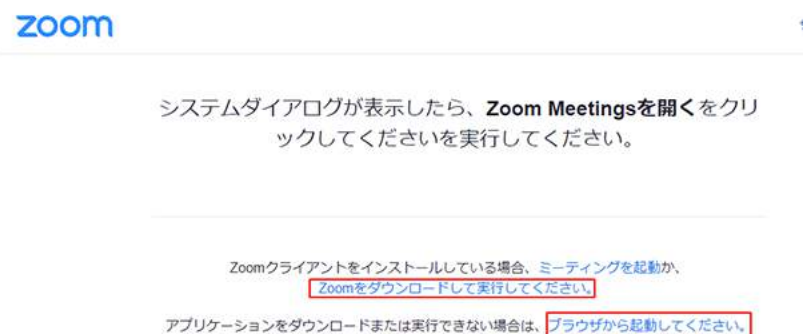 zoom
システムダイアログが表示したら、Zoom Meetingsを開くをクリ
ックしてくださいを実行してください。
Zoomクライアントをインストールしている場合、ミーティングを起動か、
Zoomをダウンロードして実行してください。
アプリケーションをダウンロードまたは実行できない場合は、ブラウザから起動してください。